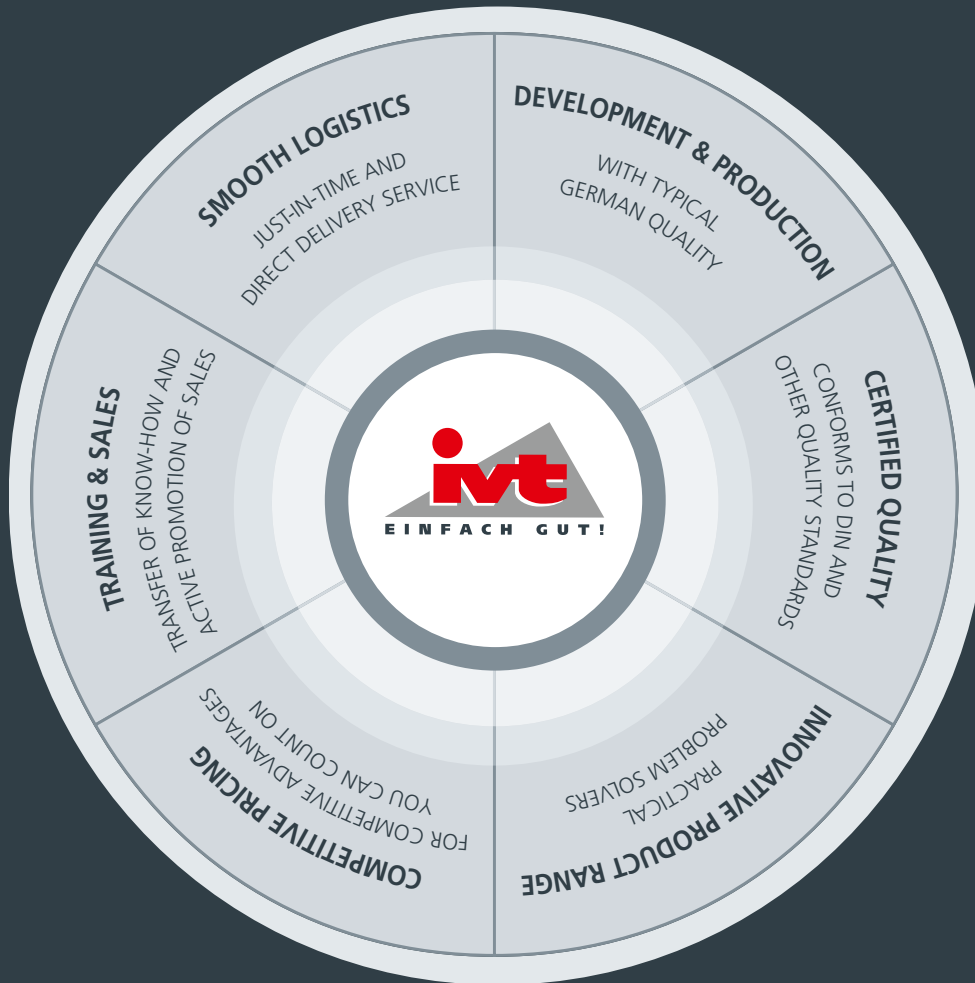 DEVELOPMENT & PRODUCTION
WITH TYPICAL
GERMAN QUALITY
CERTIFIED QUALITY
CONFORMS TO DIN AND
OTHER QUALITY STANDARDS
INNOVATIVE PRODUCT RANGE
PRACTICAL
PROBLEM SOLVERS
COMPETITIVE PRICING
FOR COMPETITIVE ADVANTAGES
YOU CAN COUNT ON
TRAINING & SALES
TRANSFER OF KNOW-HOW AND
ACTIVE PROMOTION OF SALES
SMOOTH LOGISTICS
JUST-IN-TIME AND
DIRECT DELIVERY SERVICE
ivt
EINFACH GUT!